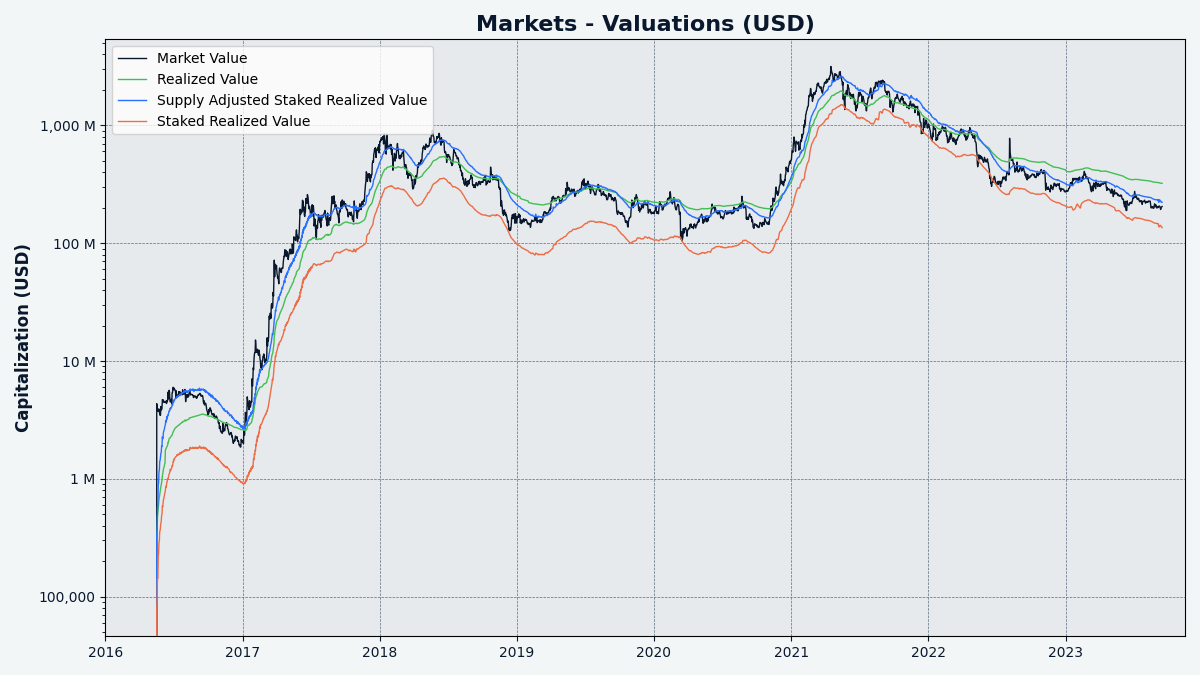 Markets - Valuations (USD)
Market Value
Realized Value
Supply Adjusted Staked Realized Value
Staked Realized Value
Capitalization (USD)
1,000 M
100 M
10 M
1 M
100,000
2016 2017 2018 2019 2020 2021 2022 2023